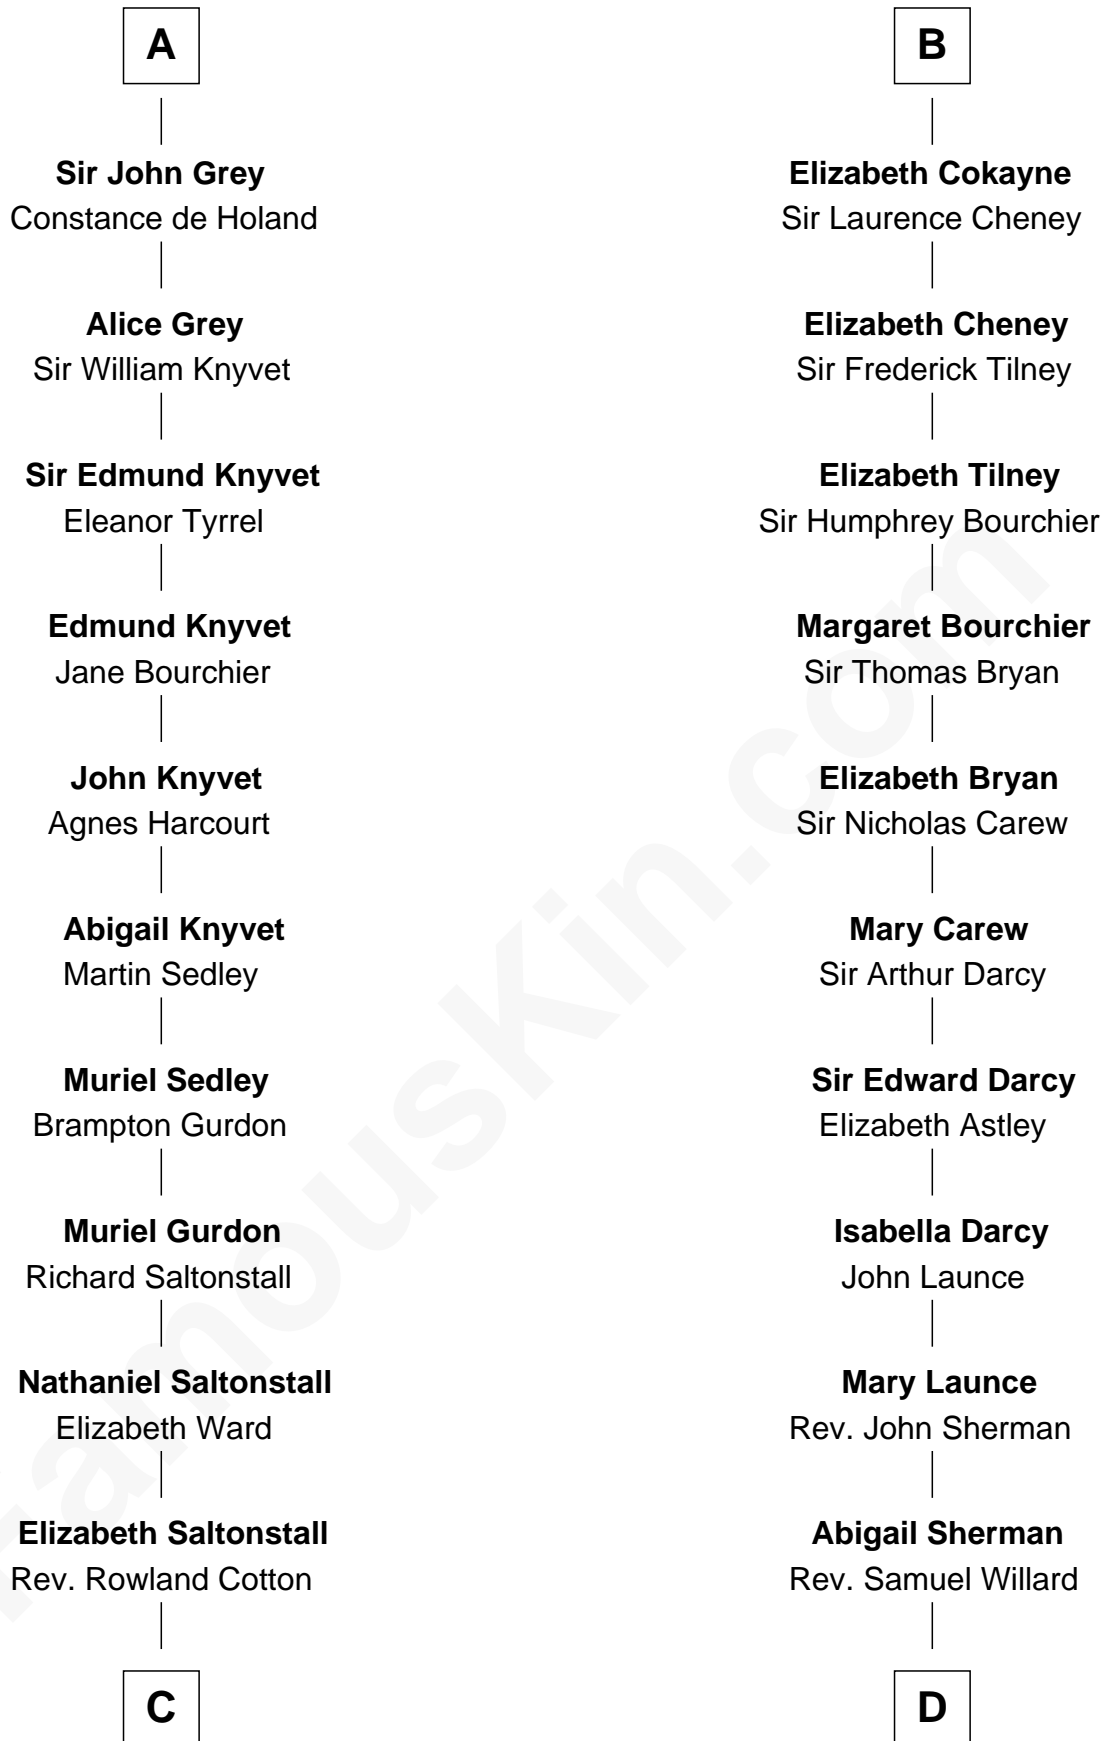 A
Sir John Grey
Constance de Holand
Alice Grey
Sir William Knyvet
Sir Edmund Knyvet
Eleanor Tyrrel
Edmund Knyvet
Jane Bourchier
John Knyvet
Agnes Harcourt
Abigail Knyvet
Martin Sedley
Muriel Sedley
Brampton Gurdon
Muriel Gurdon
Richard Saltonstall
Nathaniel Saltonstall
Elizabeth Ward
Elizabeth Saltonstall
Rev. Rowland Cotton
C
B
Elizabeth Cokayne
Sir Laurence Cheney
Elizabeth Cheney
Sir Frederick Tilney
Elizabeth Tilney
Sir Humphrey Bourchier
Margaret Bourchier
Sir Thomas Bryan
Elizabeth Bryan
Sir Nicholas Carew
Mary Carew
Sir Arthur Darcy
Sir Edward Darcy
Elizabeth Astley
Isabella Darcy
John Launce
Mary Launce
Rev. John Sherman
Abigail Sherman
Rev. Samuel Willard
D
FamousKin.com